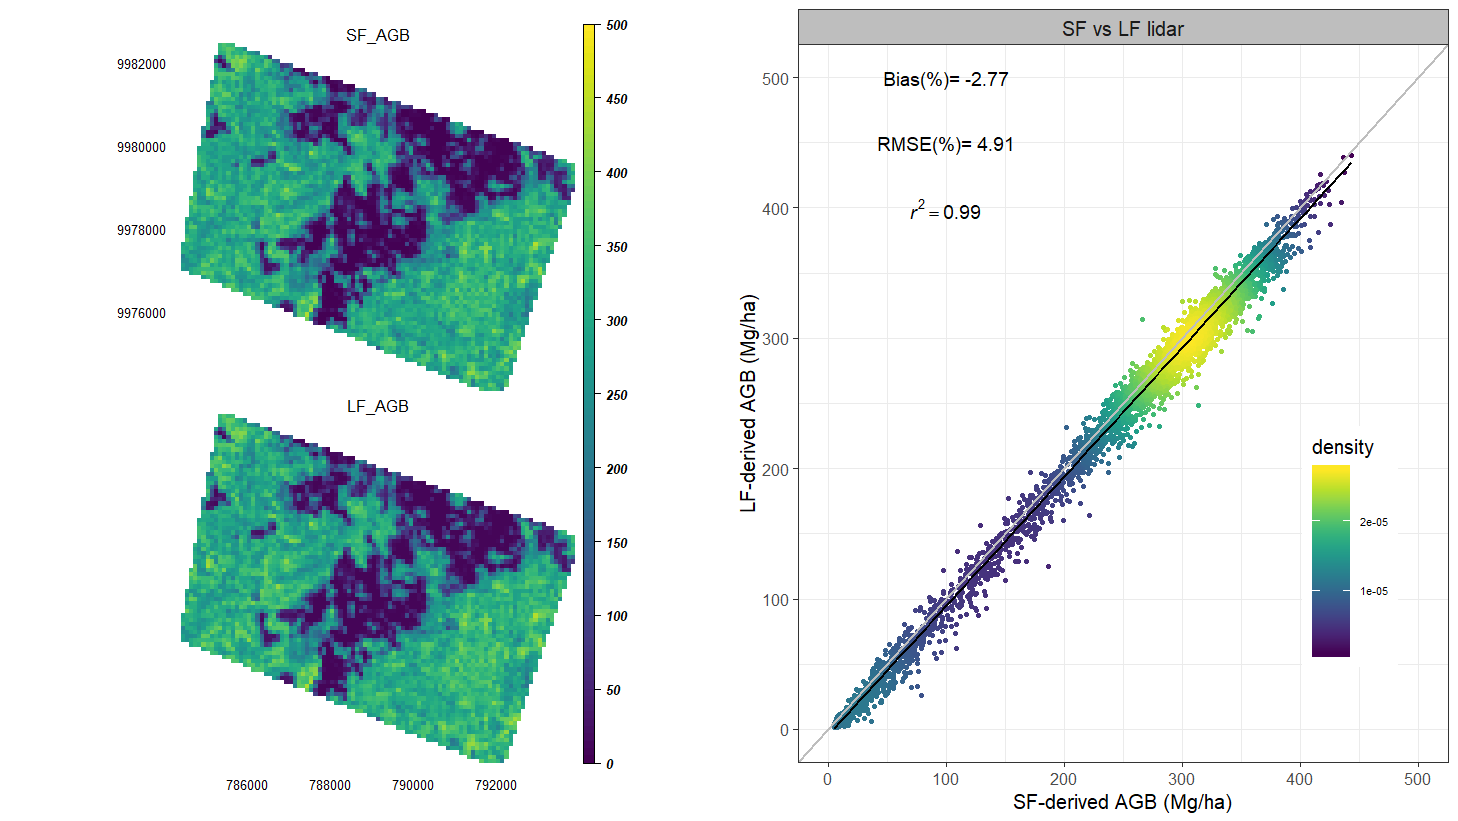 SF_AGB
9982000
9980000
9978000
9976000
LF_AGB
786000 788000 790000 792000
500
450
400
350
300
250
200
150
100
50
0
SF vs LF lidar
Bias(%)= -2.77
RMSE(%)= 4.91
r² = 0.99
LF-derived AGB (Mg/ha)
500
400
300
200
100
0
density
2e-05
1e-05
0 100 200 300 400 500
SF-derived AGB (Mg/ha)